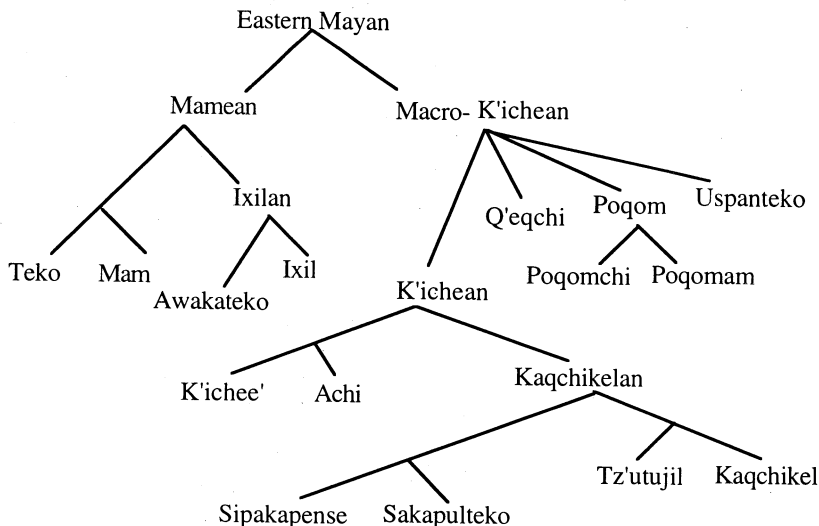 Eastern Mayan
Mamean
Macro- K'ichean
Ixilan
Q'eqchi
Poqom
Uspanteko
Teko
Mam
Awakateko
Ixil
K'ichean
Poqomchi
Poqomam
K'ichee'
Achi
Kaqchikelan
Tz'utujil
Kaqchikel
Sipakapense
Sakapulteko